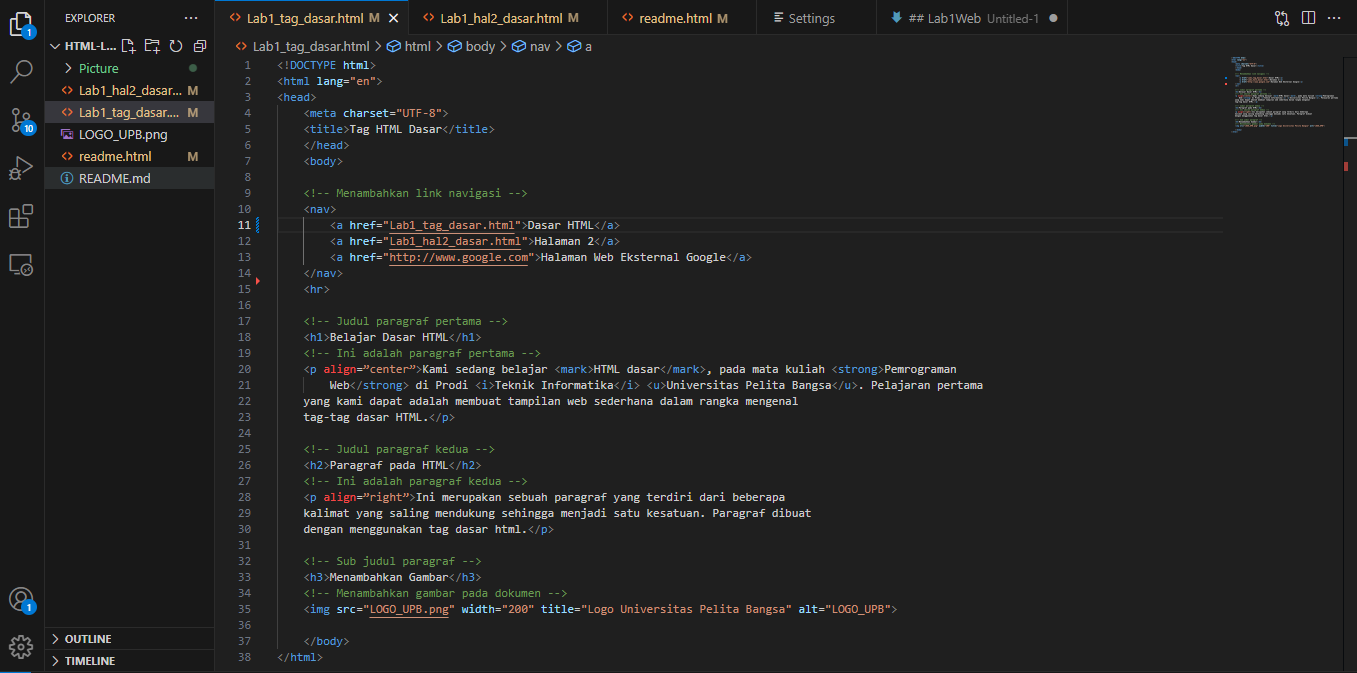 EXPLORER
Lab1_tag_dasar.html M
Lab1_hal2_dasar.html M
readme.html M
Settings
## Lab1Web Untitled-1
HTML-L...
Lab1_tag_dasar.html > html > body > nav > a
Picture
Lab1_hal2_dasar... M
Lab1_tag_dasar.... M
LOGO_UPB.png
readme.html M
README.md
1
10
1
OUTLINE
TIMELINE
1 <!DOCTYPE html>
2 <html lang="en">
3 <head>
4 <meta charset="UTF-8">
5 <title>Tag HTML Dasar</title>
6 </head>
7 <body>
8
9 <!-- Menambahkan link navigasi -->
10 <nav>
11 <a href="Lab1_tag_dasar.html">Dasar HTML</a>
12 <a href="Lab1_hal2_dasar.html">Halaman 2</a>
13 <a href="http://www.google.com">Halaman Web Eksternal Google</a>
14 </nav>
15 <hr>
16
17 <!-- Judul paragraf pertama -->
18 <h1>Belajar Dasar HTML</h1>
19 <!-- Ini adalah paragraf pertama -->
20 <p align=”center”>Kami sedang belajar <mark>HTML dasar</mark>, pada mata kuliah <strong>Pemrograman
21 Web</strong> di Prodi <i>Teknik Informatika</i> <u>Universitas Pelita Bangsa</u>. Pelajaran pertama
22 yang kami dapat adalah membuat tampilan web sederhana dalam rangka mengenal
23 tag-tag dasar HTML.</p>
24
25 <!-- Judul paragraf kedua -->
26 <h2>Paragraf pada HTML</h2>
27 <!-- Ini adalah paragraf kedua -->
28 <p align=”right”>Ini merupakan sebuah paragraf yang terdiri dari beberapa
29 kalimat yang saling mendukung sehingga menjadi satu kesatuan. Paragraf dibuat
30 dengan menggunakan tag dasar html.</p>
31
32 <!-- Sub judul paragraf -->
33 <h3>Menambahkan Gambar</h3>
34 <!-- Menambahkan gambar pada dokumen -->
35 <img src="LOGO_UPB.png" width="200" title="Logo Universitas Pelita Bangsa" alt="LOGO_UPB">
36
37 </body>
38 </html>